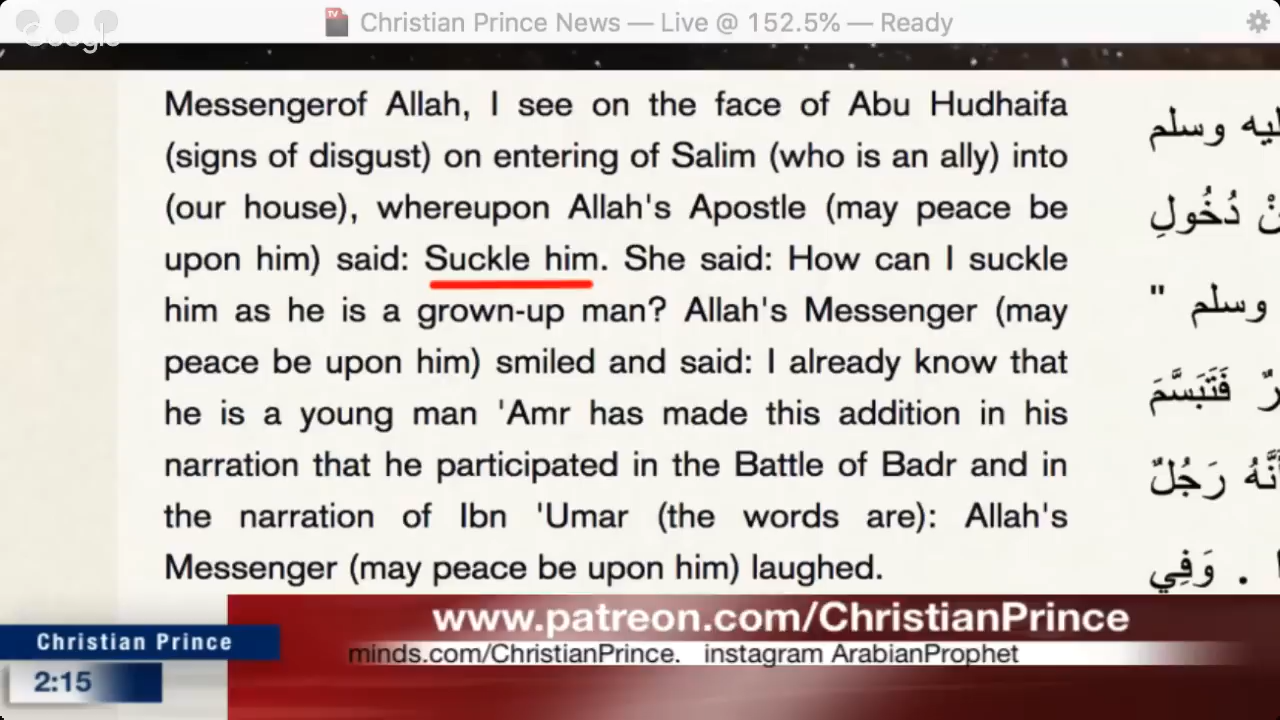 Christian Prince News — Live @ 152.5% — Ready
Google
Messengerof Allah, I see on the face of Abu Hudhaifa
(signs of disgust) on entering of Salim (who is an ally) into
(our house), whereupon Allah's Apostle (may peace be
upon him) said: Suckle him. She said: How can I suckle
him as he is a grown-up man? Allah's Messenger (may
peace be upon him) smiled and said: I already know that
he is a young man 'Amr has made this addition in his
narration that he participated in the Battle of Badr and in
the narration of Ibn 'Umar (the words are): Allah's
Messenger (may peace be upon him) laughed.
ليه وسلم
نْ دُخُولِ
وسلم "
فَتَبَسَّمَ
أَنَّهُ رَجُلٌ
. وَفِي
www.patreon.com/ChristianPrince
Christian Prince
minds.com/ChristianPrince. instagram ArabianProphet
2:15